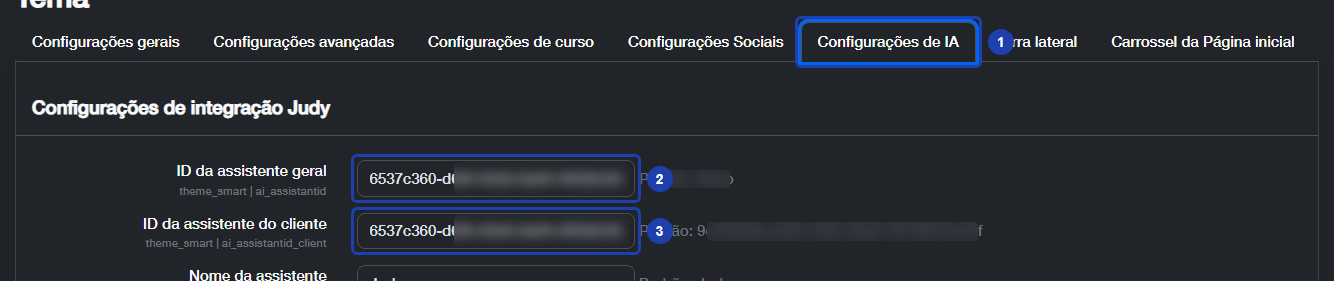 Tema
Configurações gerais Configurações avançadas Configurações de curso Configurações Sociais Configurações de IA 1 rra lateral Carrossel da Página inicial
Configurações de integração Judy
ID da assistente geral 6537c360-d 2
theme_smart | ai_assistantid
ID da assistente do cliente 6537c360-d 3 ão: 9
theme_smart | ai_assistantid_client
Nome da assistente